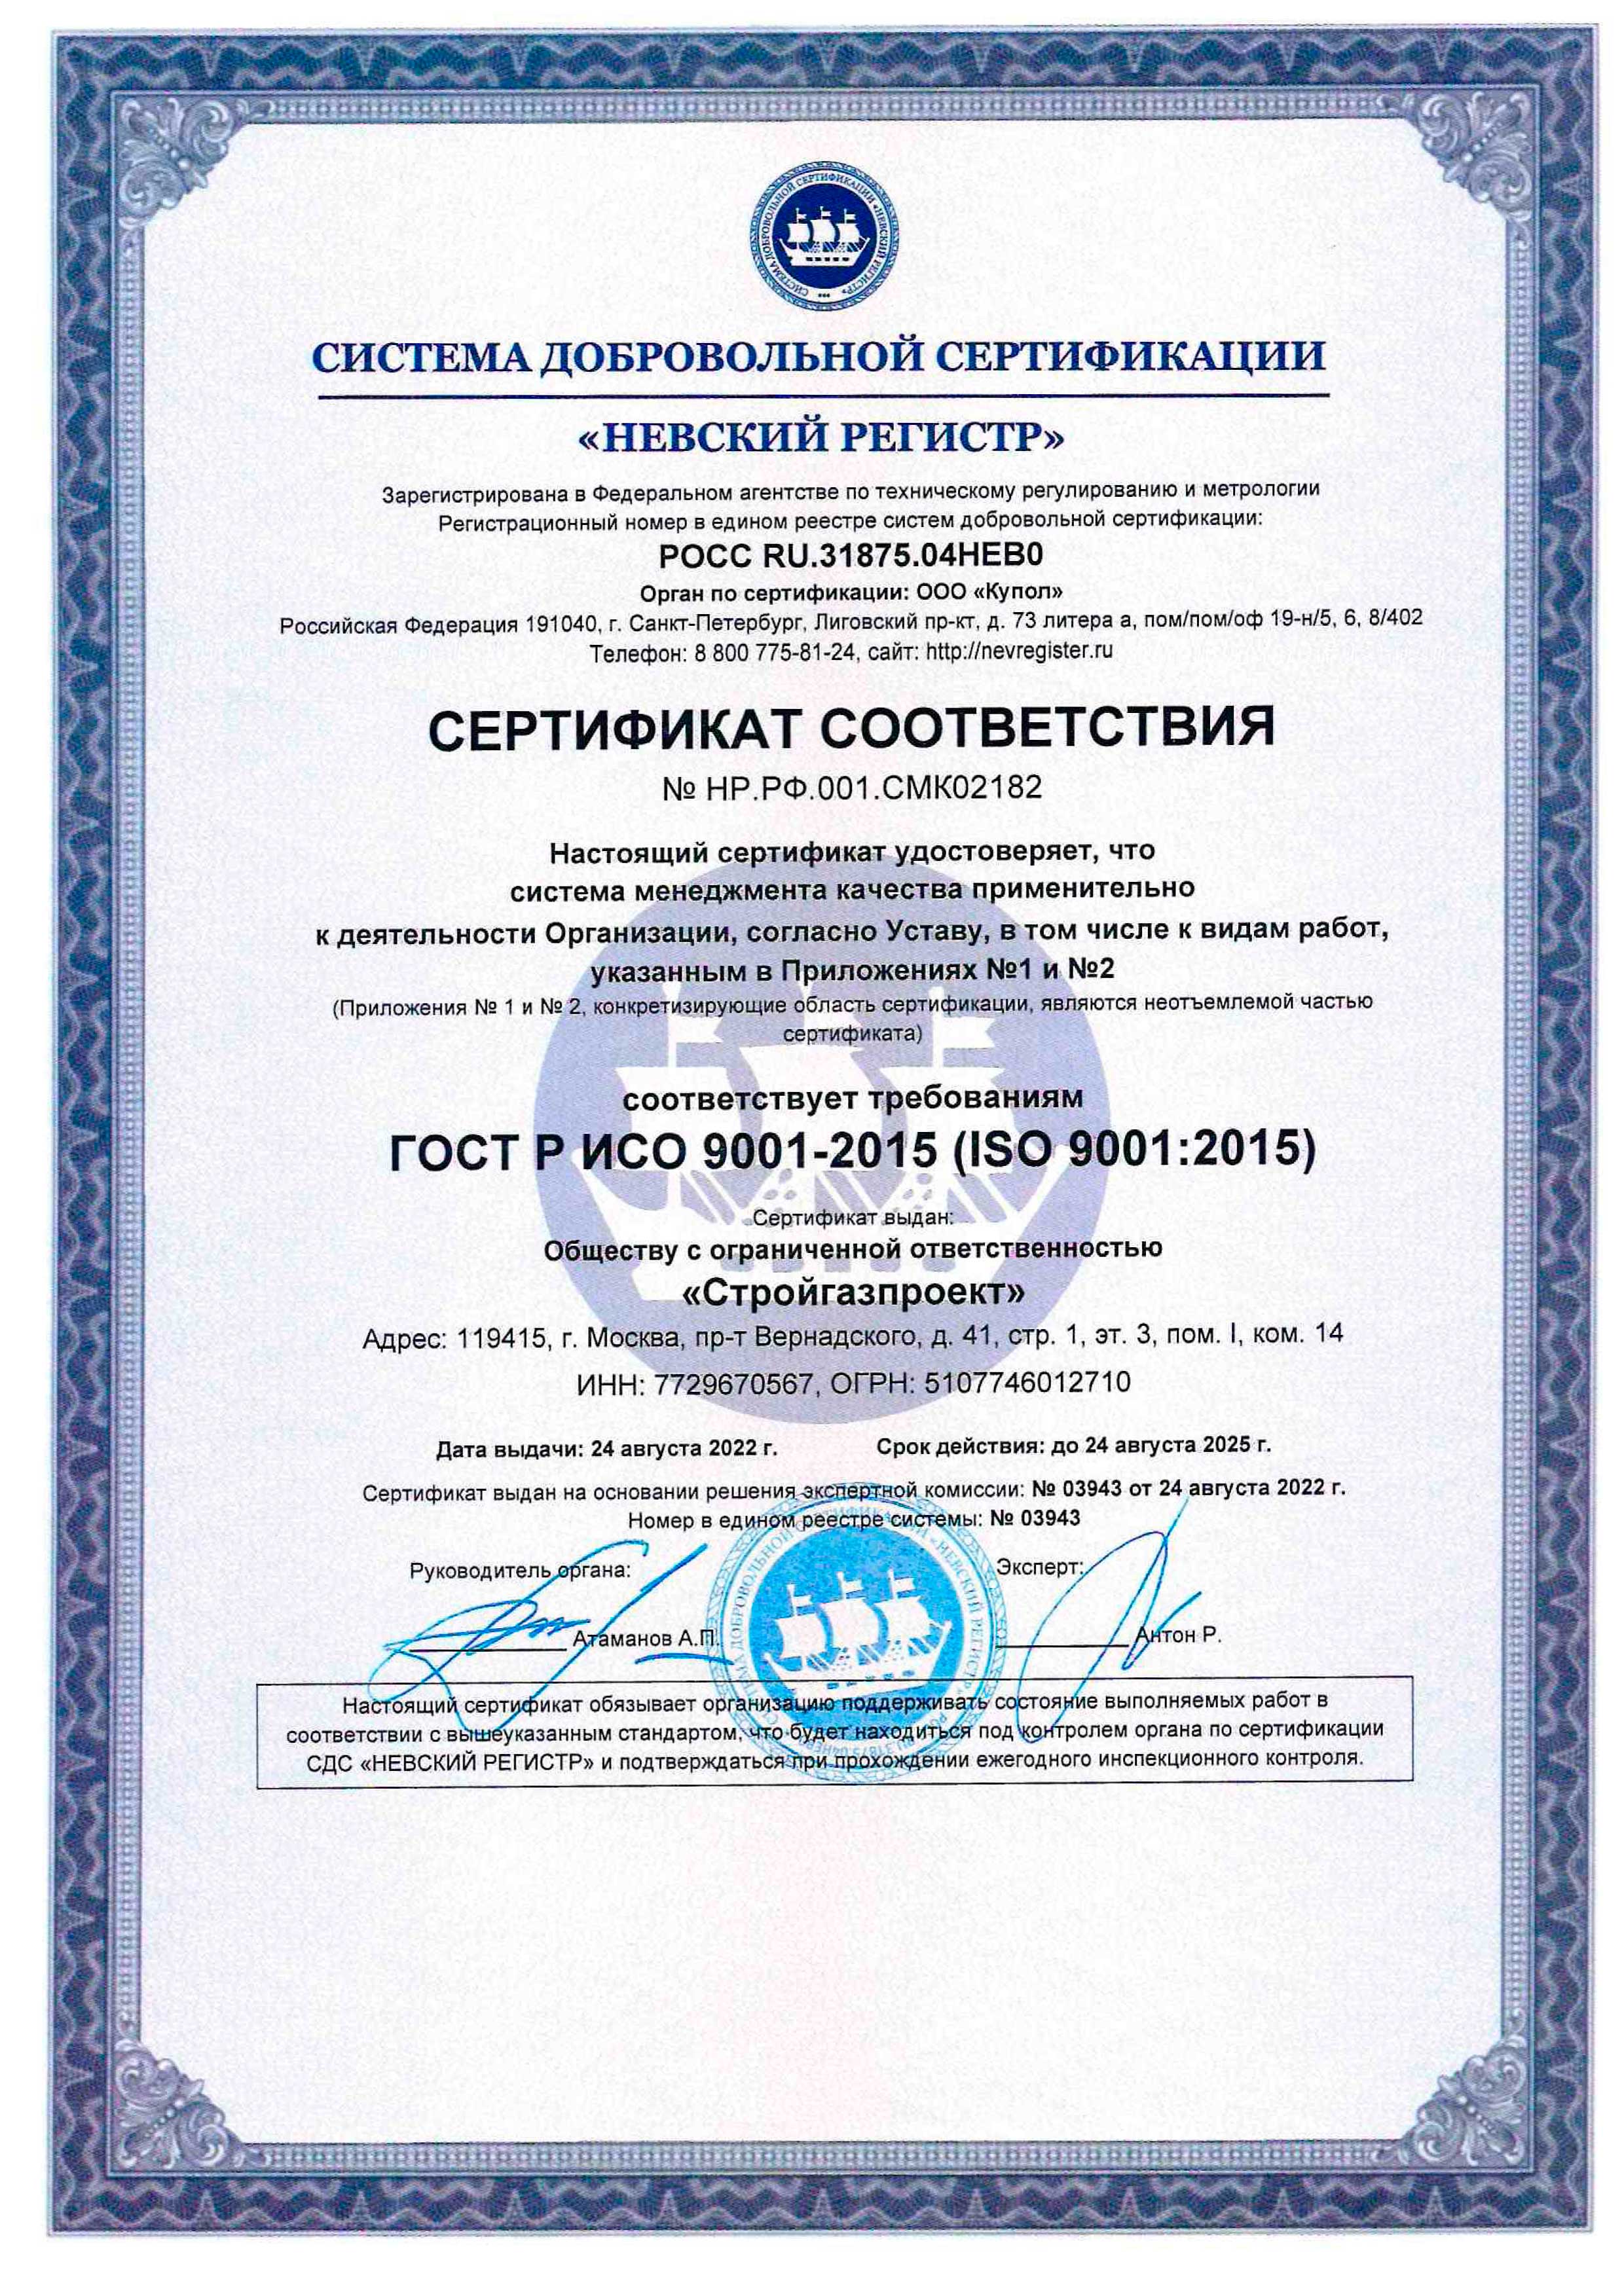 СИСТЕМА ДОБРОВОЛЬНОЙ СЕРТИФИКАЦИИ «НЕВСКИЙ РЕГИСТР»
СИСТЕМА ДОБРОВОЛЬНОЙ СЕРТИФИКАЦИИ
«НЕВСКИЙ РЕГИСТР»
Зарегистрирована в Федеральном агентстве по техническому регулированию и метрологии
Регистрационный номер в едином реестре систем добровольной сертификации:
РОСС RU.31875.04НЕВ0
Орган по сертификации: ООО «Купол»
Российская Федерация 191040, г. Санкт-Петербург, Лиговский пр-кт, д. 73 литера а, пом/пом/оф 19-н/5, 6, 8/402
Телефон: 8 800 775-81-24, сайт: http://nevregister.ru
СЕРТИФИКАТ СООТВЕТСТВИЯ
№ НР.РФ.001.СМК02182
Настоящий сертификат удостоверяет, что
система менеджмента качества применительно
к деятельности Организации, согласно Уставу, в том числе к видам работ,
указанным в Приложениях №1 и №2
(Приложения № 1 и № 2, конкретизирующие область сертификации, являются неотъемлемой частью
сертификата)
соответствует требованиям
ГОСТ Р ИСО 9001-2015 (ISO 9001:2015)
Сертификат выдан:
Обществу с ограниченной ответственностью
«Стройгазпроект»
Адрес: 119415, г. Москва, пр-т Вернадского, д. 41, стр. 1, эт. 3, пом. I, ком. 14
ИНН: 7729670567, ОГРН: 5107746012710
Дата выдачи: 24 августа 2022 г. Срок действия: до 24 августа 2025 г.
Сертификат выдан на основании решения экспертной комиссии: № 03943 от 24 августа 2022 г.
Номер в едином реестре системы: № 03943
Руководитель органа: Эксперт:
Атаманов А.П. Антон Р.
Настоящий сертификат обязывает организацию поддерживать состояние выполняемых работ в
соответствии с вышеуказанным стандартом, что будет находиться под контролем органа по сертификации
СДС «НЕВСКИЙ РЕГИСТР» и подтверждаться при прохождении ежегодного инспекционного контроля.